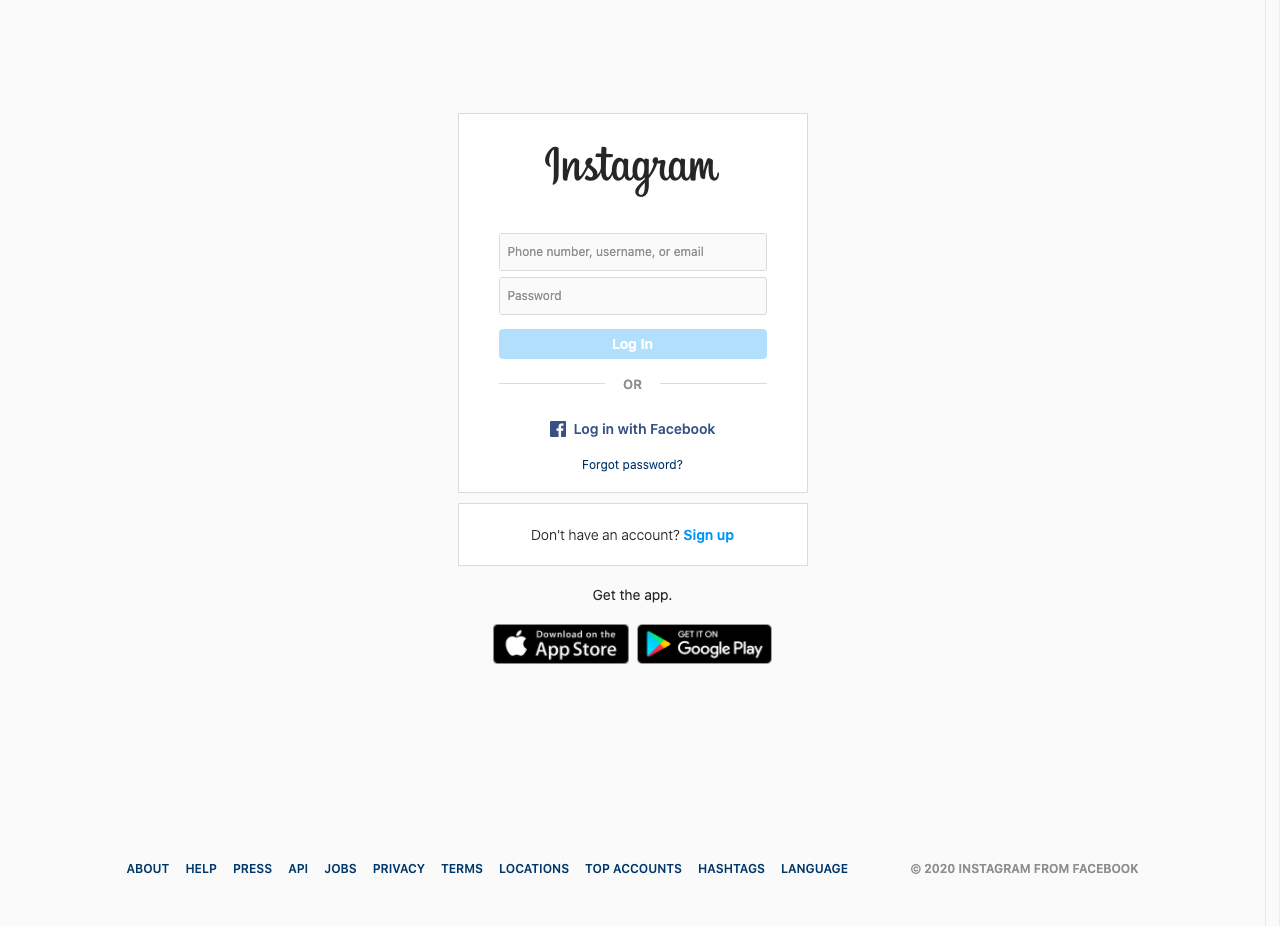 Instagram
Phone number, username, or email
Password
Log In
OR
Log in with Facebook
Forgot password?
Don't have an account? Sign up
Get the app.
Download on the
App Store
GET IT ON
Google Play
ABOUT HELP PRESS API JOBS PRIVACY TERMS LOCATIONS TOP ACCOUNTS HASHTAGS LANGUAGE © 2020 INSTAGRAM FROM FACEBOOK